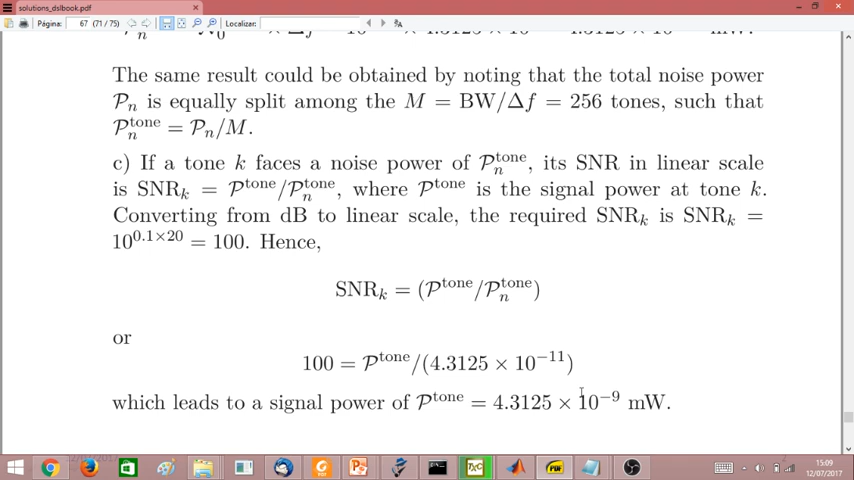 solutions_dslbook.pdf
Página: 67 (71 / 75) Localizar:
The same result could be obtained by noting that the total noise power
𝒫ₙ is equally split among the M = BW/Δf = 256 tones, such that
𝒫ₙᵗᵒⁿᵉ = 𝒫ₙ/M.
c) If a tone k faces a noise power of 𝒫ₙᵗᵒⁿᵉ, its SNR in linear scale
is SNRₖ = 𝒫ᵗᵒⁿᵉ/𝒫ₙᵗᵒⁿᵉ, where 𝒫ᵗᵒⁿᵉ is the signal power at tone k.
Converting from dB to linear scale, the required SNRₖ is SNRₖ =
10^{0.1×20} = 100. Hence,
SNRₖ = (𝒫ᵗᵒⁿᵉ/𝒫ₙᵗᵒⁿᵉ)
or
100 = 𝒫ᵗᵒⁿᵉ/(4.3125 × 10⁻¹¹)
which leads to a signal power of 𝒫ᵗᵒⁿᵉ = 4.3125 × 10⁻⁹ mW.
15:09
12/07/2017